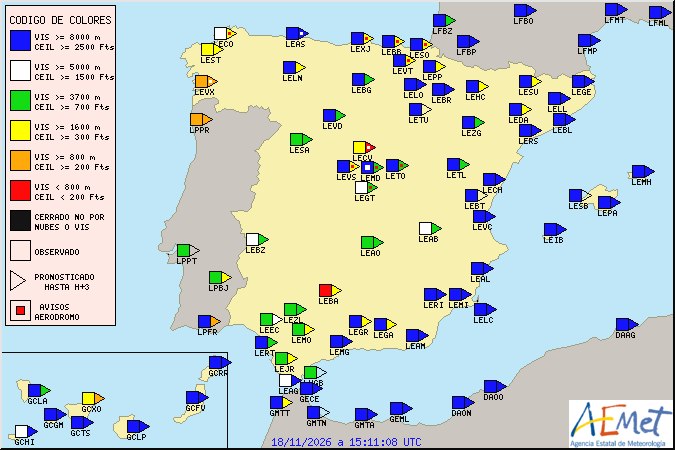 CODIGO DE COLORES
VIS >= 8000 m
CEIL >= 2500 Fts
VIS >= 5000 m
CEIL >= 1500 Fts
VIS >= 3700 m
CEIL >= 700 Fts
VIS >= 1600 m
CEIL >= 300 Fts
VIS >= 800 m
CEIL >= 200 Fts
VIS < 800 m
CEIL < 200 Fts
CERRADO NO POR
NUBES O VIS
OBSERVADO
PRONOSTICADO
HASTA H+3
AVISOS
AERODROMO
LFBO
LFMT
LFML
LFBZ
LECO
LEAS
LEXJ
LEBB
LESO
LFBP
LFMP
LEST
LELN
LEVT
LEPP
LEVX
LEBG
LELO
LEBR
LEHC
LESU
LEGE
LELL
LPPR
LEVD
LETU
LEZG
LEDA
LERS
LEBL
LESA
LECV
LEVS
LEMD
LETO
LETL
LEMH
LEGT
LECH
LEBT
LESB
LEPA
LEVC
LEIB
LEBZ
LEAO
LEAB
LPPT
LPBJ
LEAL
LEBA
LERI
LEMI
LELC
LPFR
LEEC
LEZL
LEMO
LEGR
LEGA
LEAM
DAAG
LERT
LEMG
LEJR
GCRR
LEAG
LXGB
GECE
DAOO
GCLA
GCXO
GCFV
GMTT
GMTN
GMTA
GEML
DAON
GCGM
GCTS
GCLP
GCHI
18/11/2026 a 15:11:08 UTC
AEMet
Agencia Estatal de Meteorología